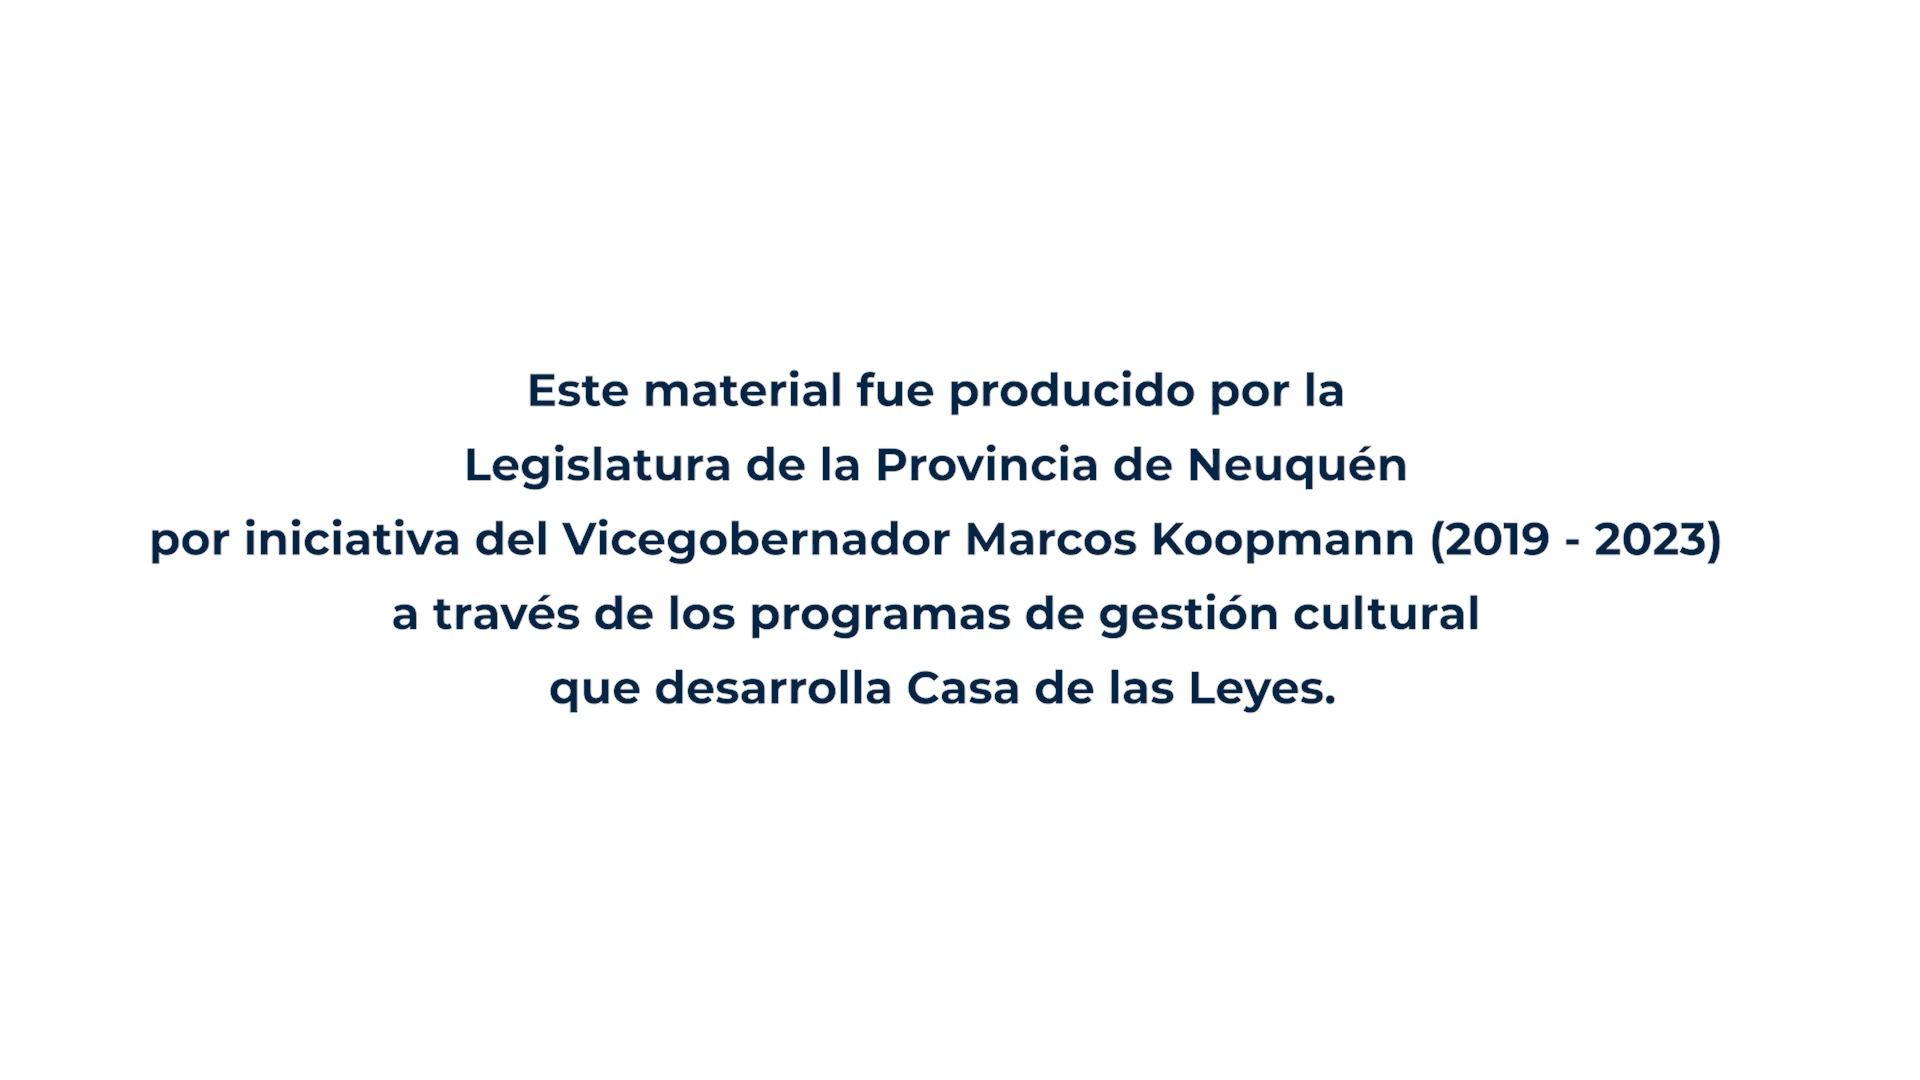 Este material fue producido por la
Legislatura de la Provincia de Neuquén
por iniciativa del Vicegobernador Marcos Koopmann (2019 - 2023)
a través de los programas de gestión cultural
que desarrolla Casa de las Leyes.